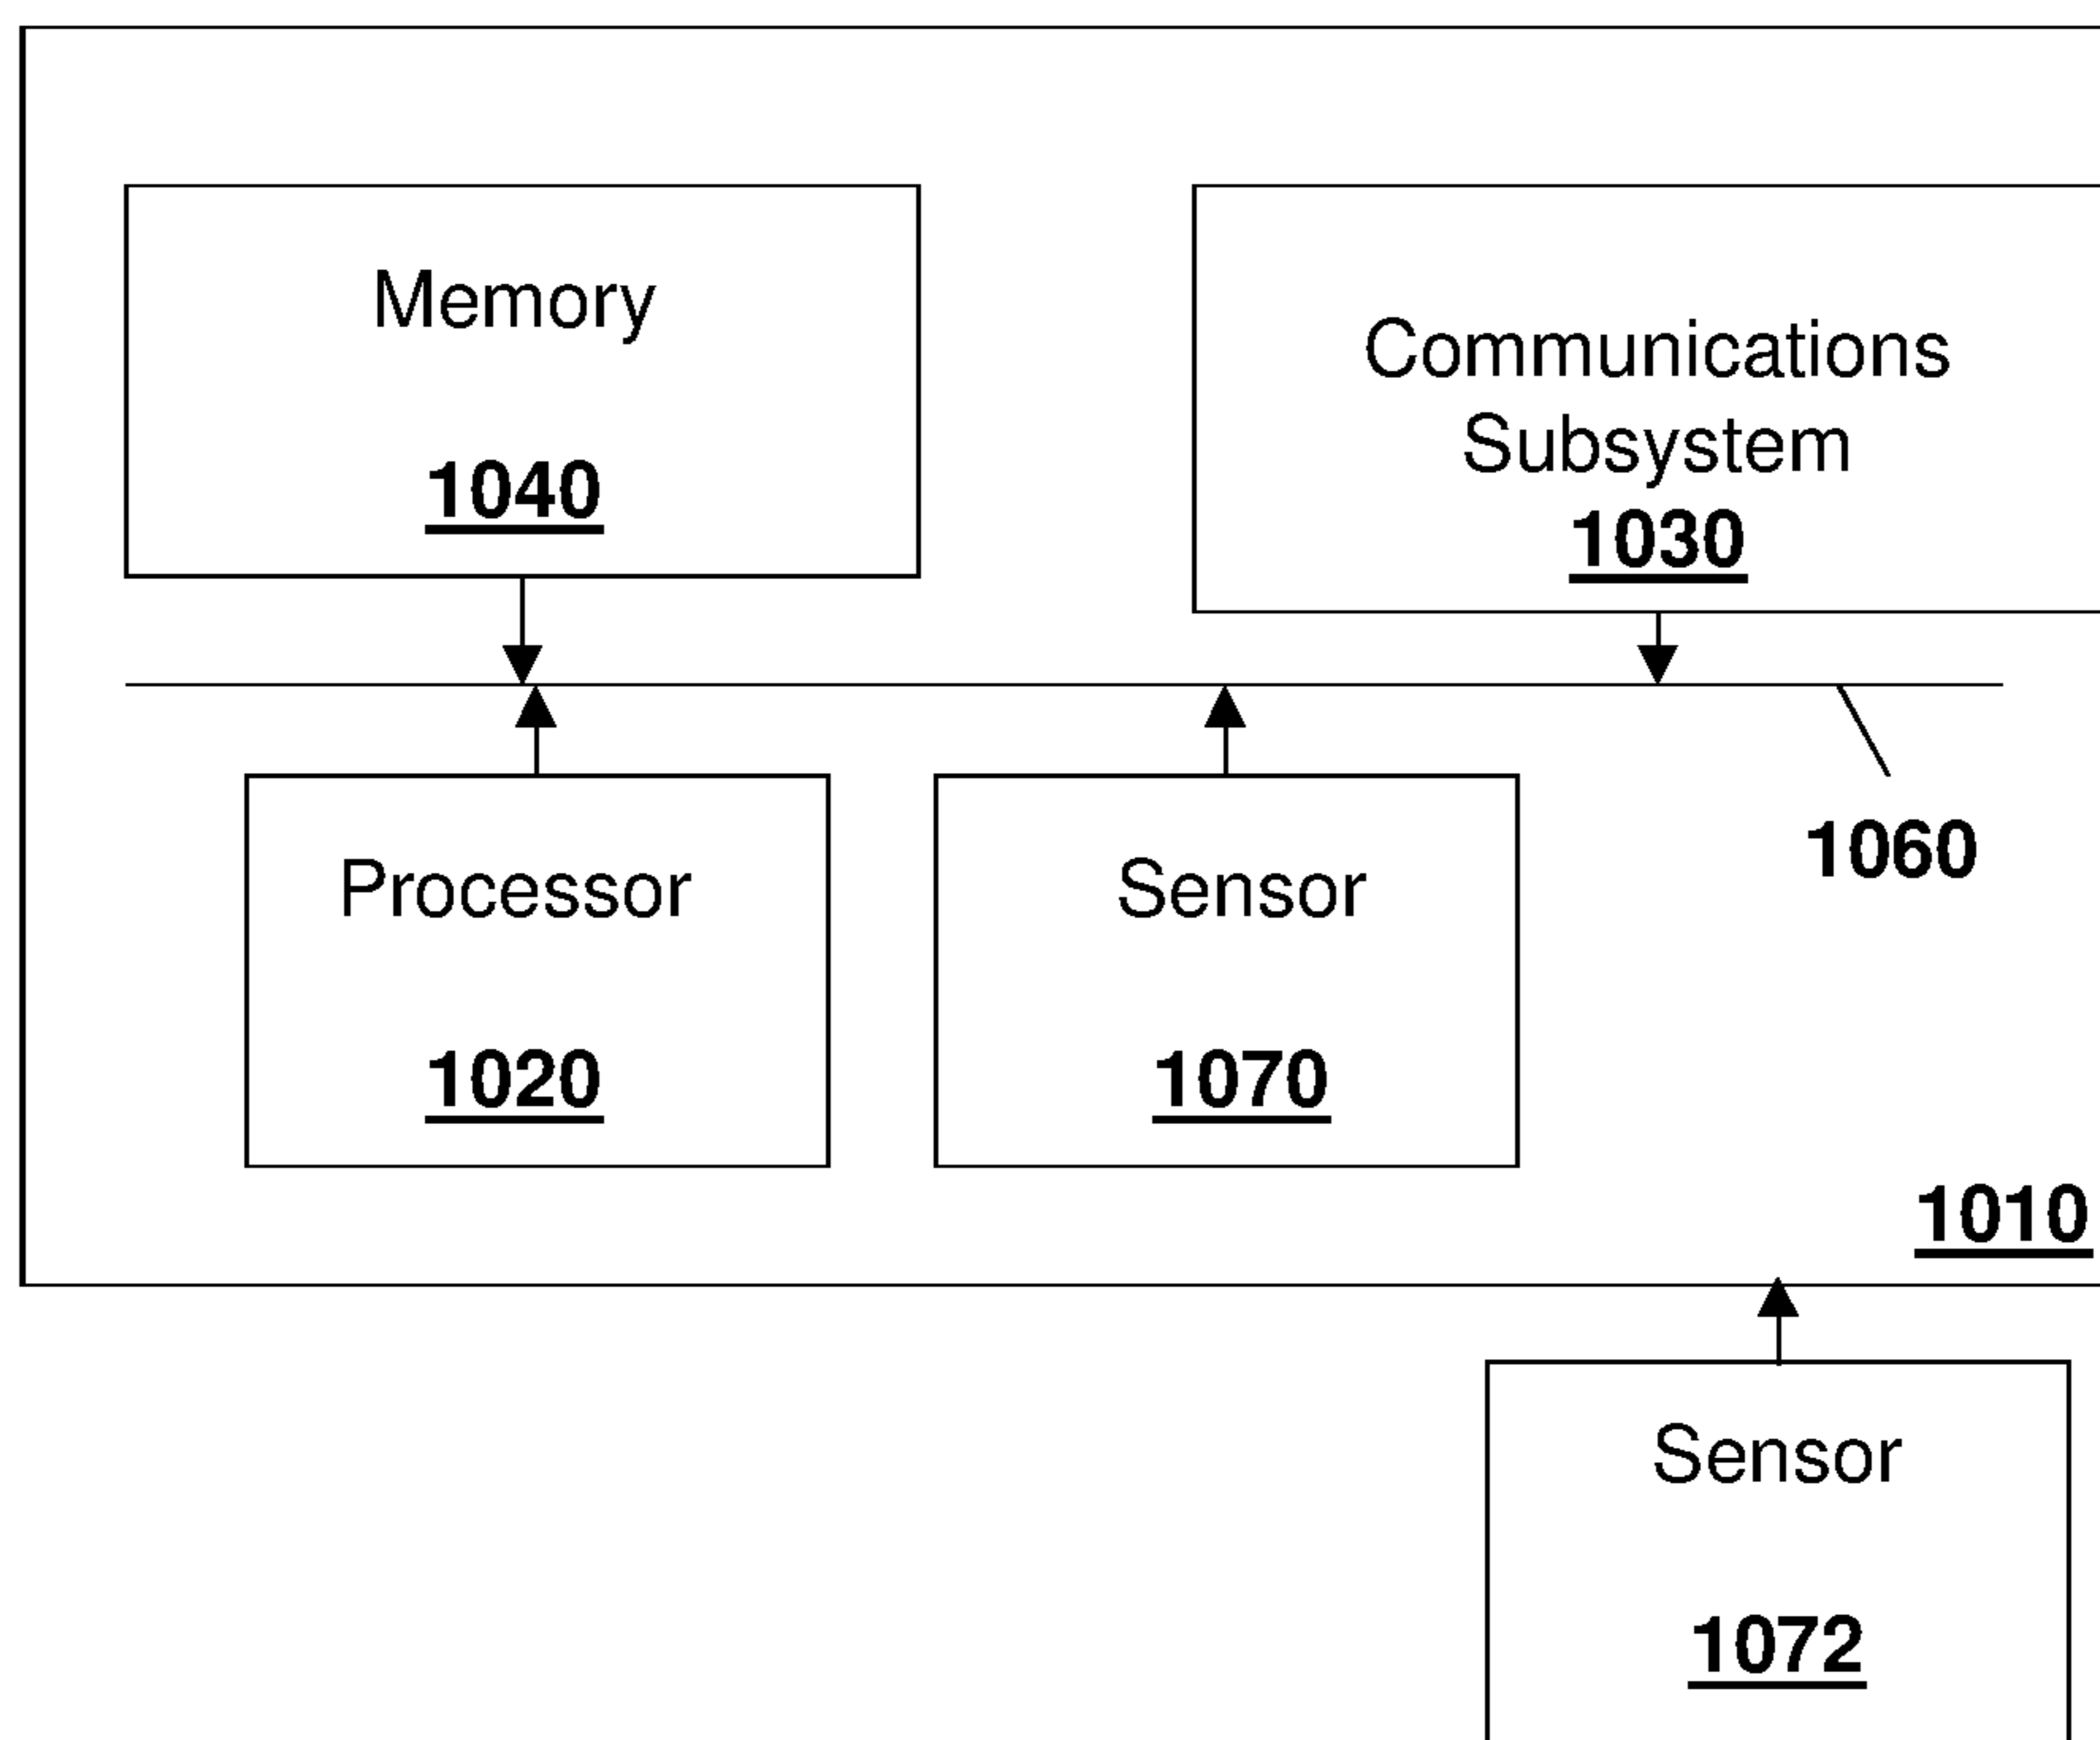 Memory
1040
Communications
Subsystem
1030
1060
Processor
1020
Sensor
1070
1010
Sensor
1072